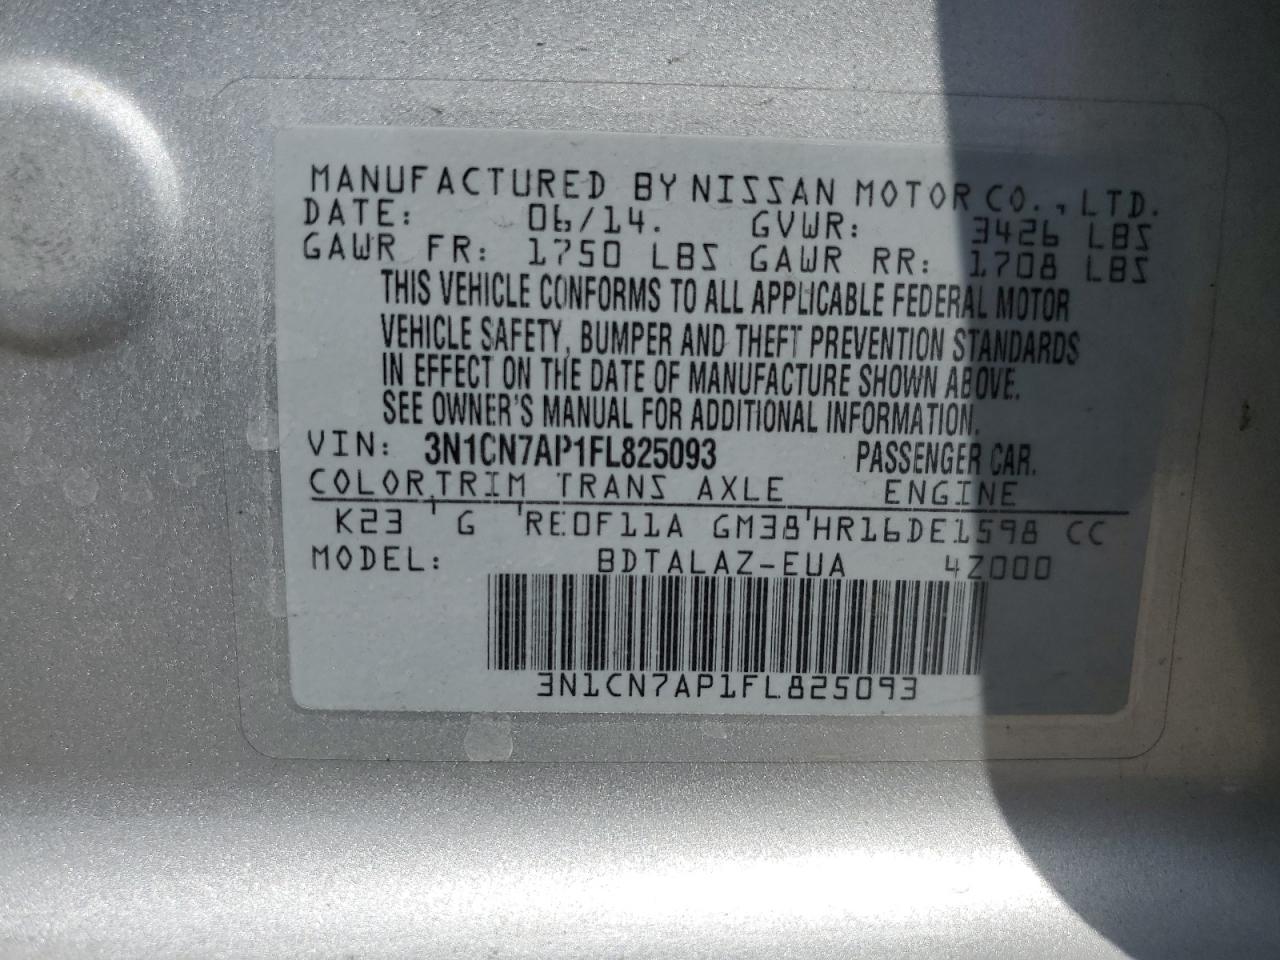 MANUFACTURED BY NISSAN MOTOR CO., LTD.
DATE: 06/14. GVWR: 3426 LBS
GAWR FR: 1750 LBS GAWR RR: 1708 LBS
THIS VEHICLE CONFORMS TO ALL APPLICABLE FEDERAL MOTOR
VEHICLE SAFETY, BUMPER AND THEFT PREVENTION STANDARDS
IN EFFECT ON THE DATE OF MANUFACTURE SHOWN ABOVE.
SEE OWNER'S MANUAL FOR ADDITIONAL INFORMATION.
VIN: 3N1CN7AP1FL825093 PASSENGER CAR.
COLOR TRIM TRANS AXLE ENGINE
K23 G RE0F11A GM38 HR16DE1598 CC
MODEL: BDTALAZ-EUA 4Z000
3N1CN7AP1FL825093